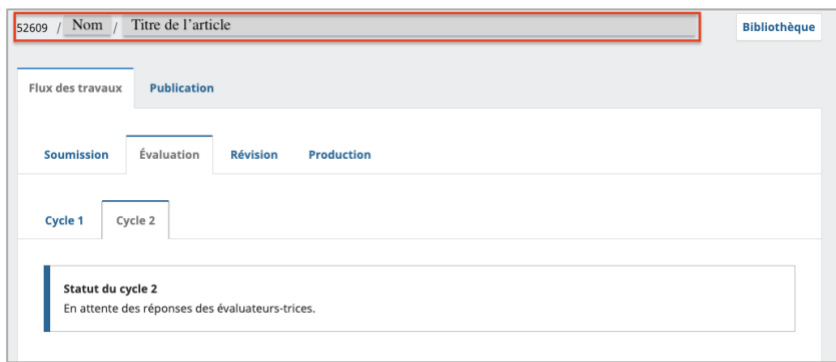 52609 / Nom / Titre de l’article
Bibliothèque
Flux des travaux Publication
Soumission Évaluation Révision Production
Cycle 1 Cycle 2
Statut du cycle 2
En attente des réponses des évaluateurs-trices.